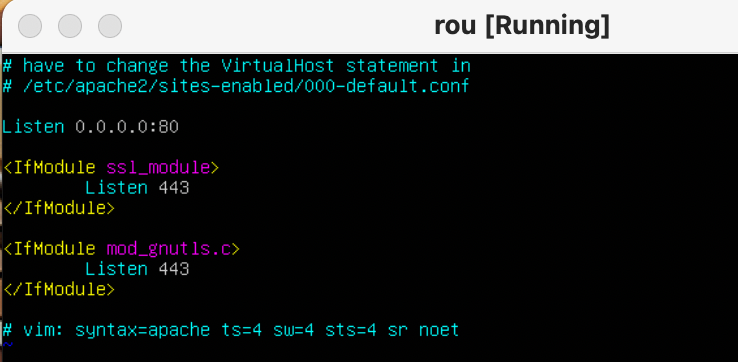 rou [Running]
# have to change the VirtualHost statement in
# /etc/apache2/sites-enabled/000-default.conf
Listen 0.0.0.0:80
<IfModule ssl_module>
Listen 443
</IfModule>
<IfModule mod_gnutls.c>
Listen 443
</IfModule>
# vim: syntax=apache ts=4 sw=4 sts=4 sr noet
~